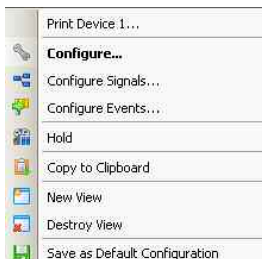 Print Device 1...
Configure...
Configure Signals...
Configure Events...
Hold
Copy to Clipboard
New View
Destroy View
Save as Default Configuration